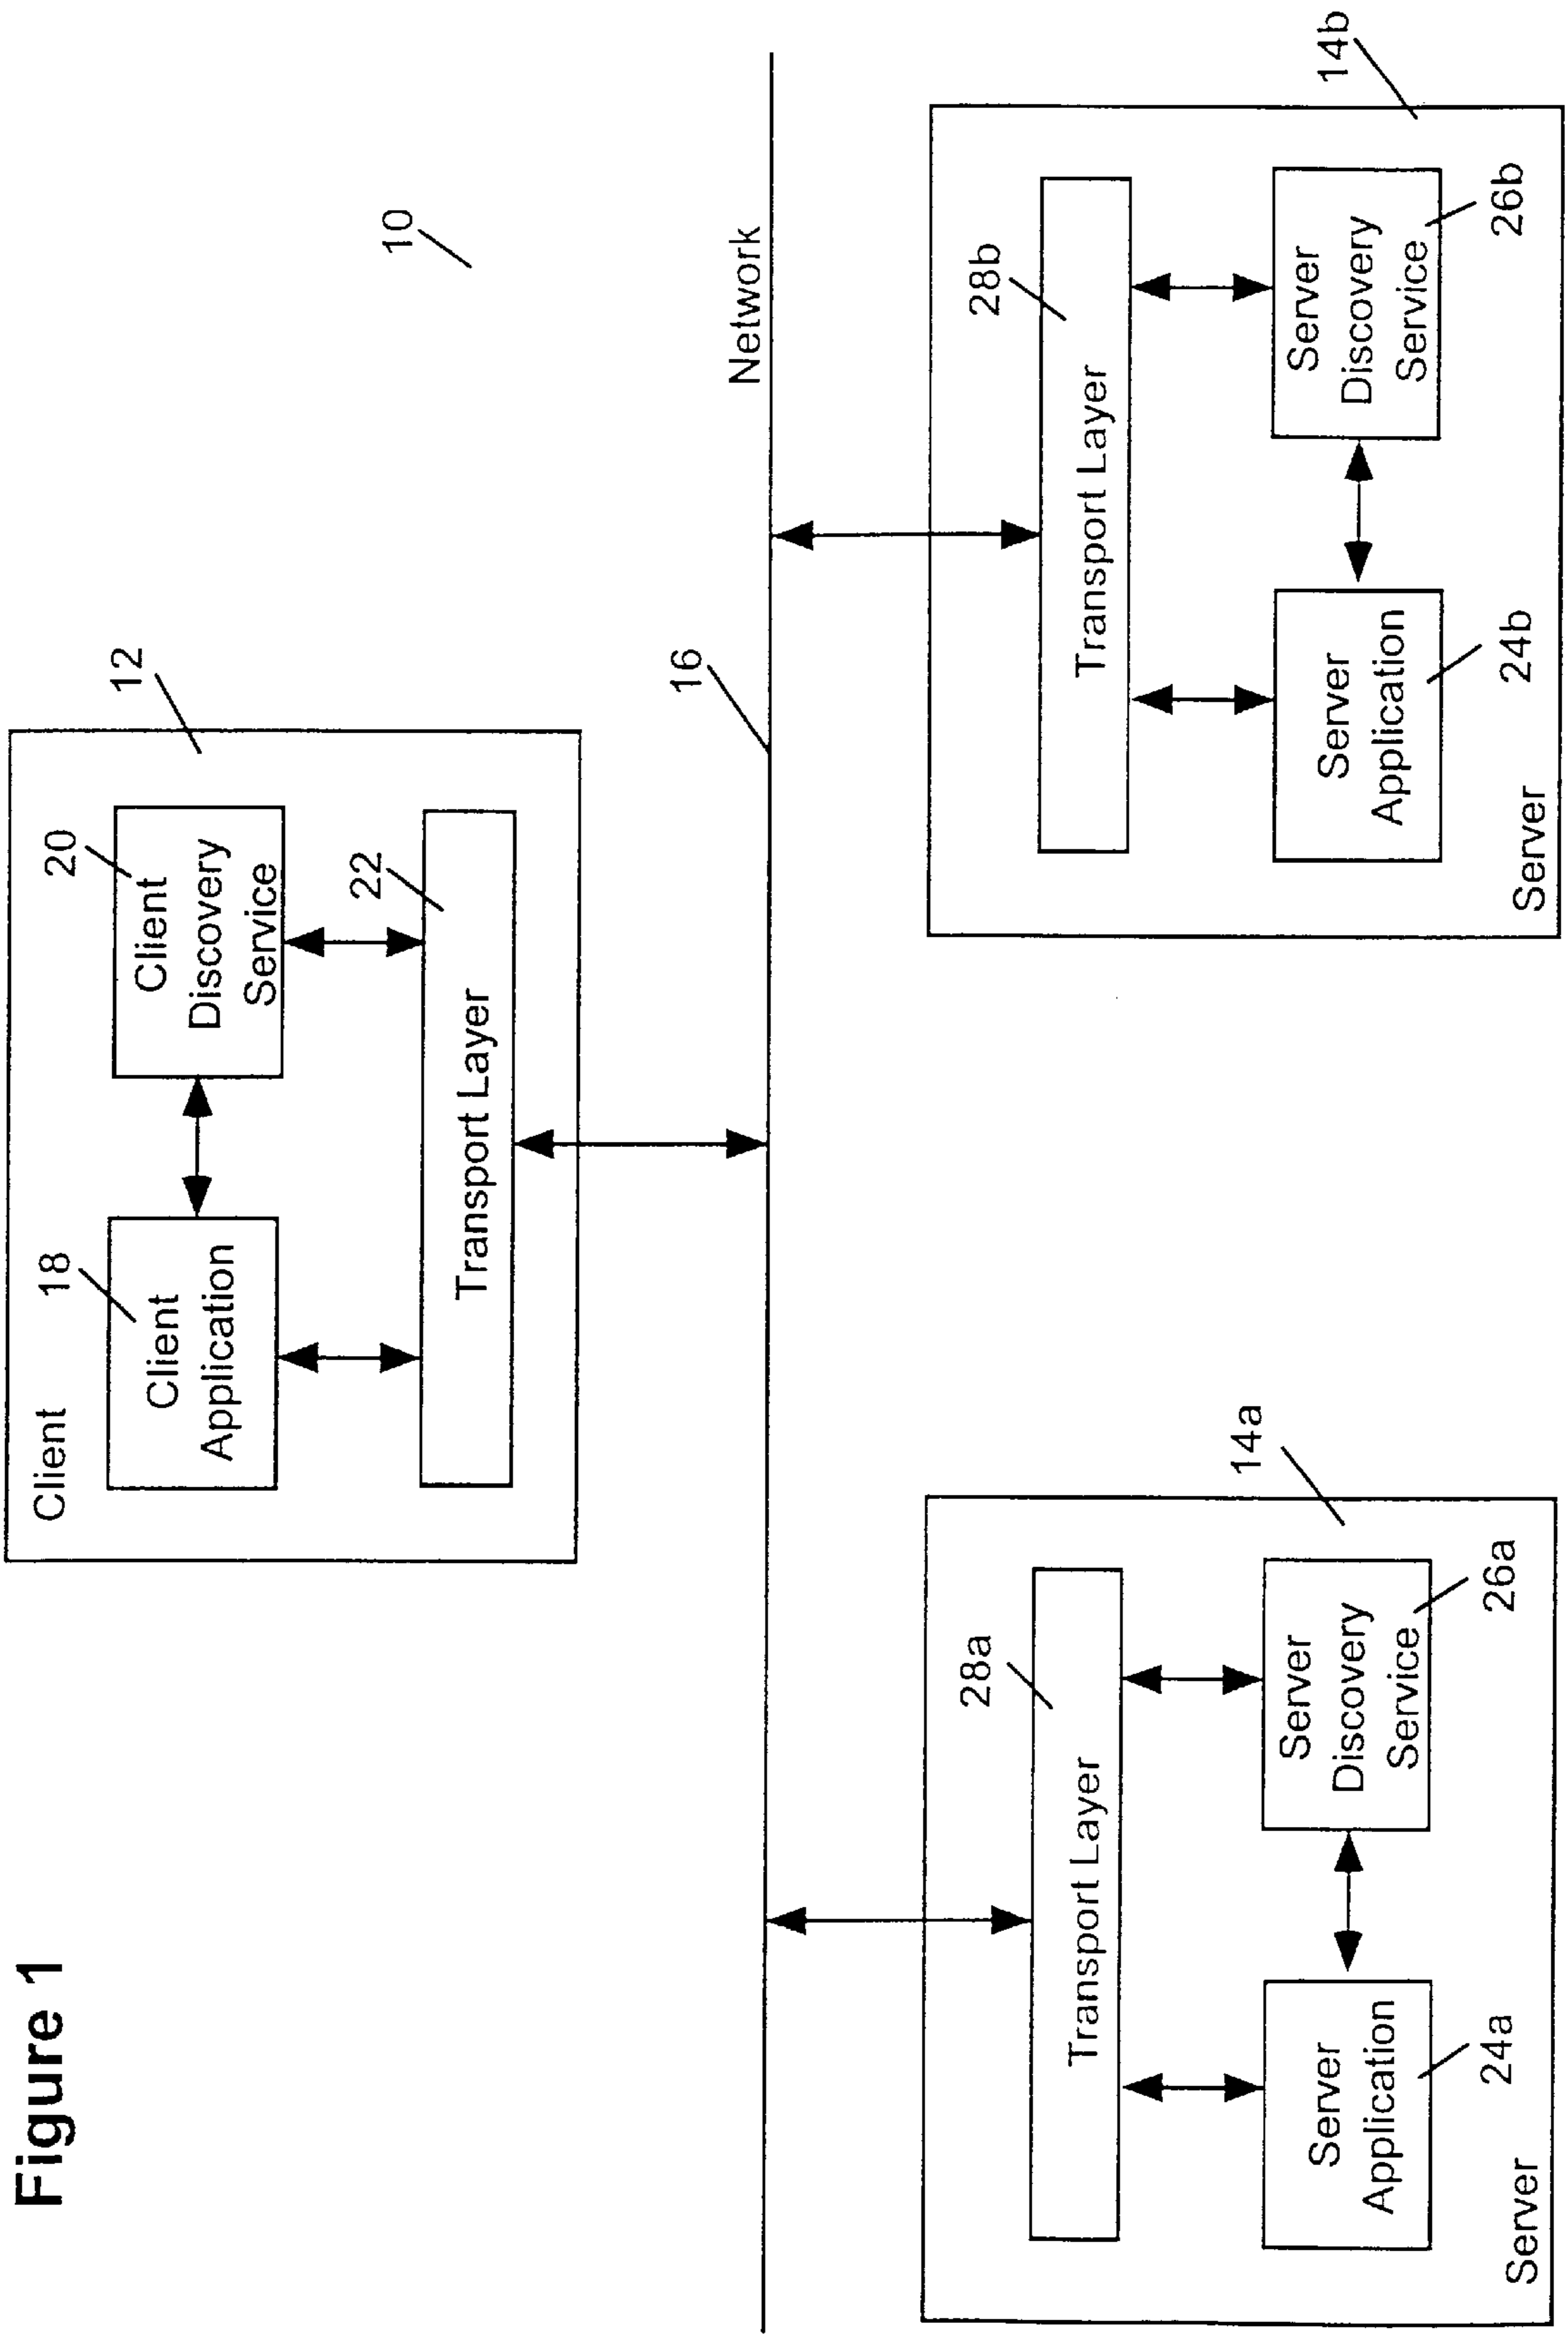 Figure 1
10
Client
12
18
Client
Application
20
Client
Discovery
Service
22
Transport Layer
16
Network
14a
28a
Transport Layer
Server
Application
24a
Server
Discovery
Service
26a
Server
14b
28b
Transport Layer
Server
Application
24b
Server
Discovery
Service
26b
Server